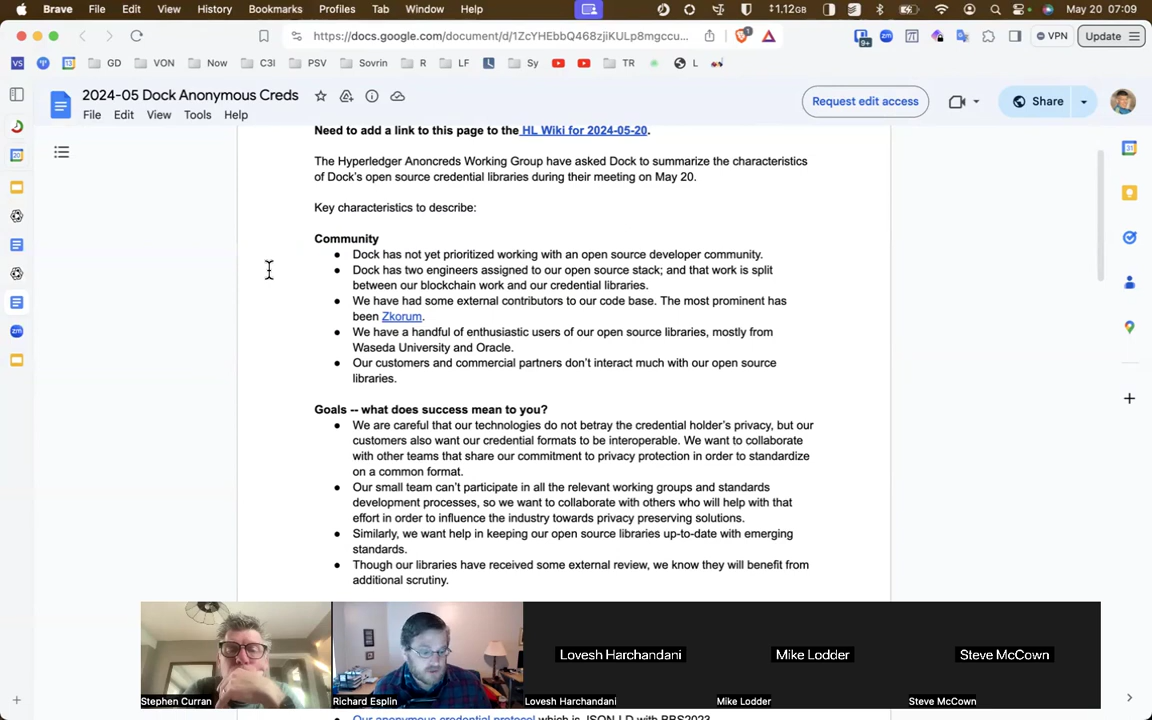 Brave File Edit View History Bookmarks Profiles Tab Window Help 1.12GB May 20 07:09
https://docs.google.com/document/d/1ZcYHEbbQ468zjiKULp8mgccu... 9+ VPN Update
VS GD VON Now C3I PSV Sovrin R LF Sy TR L
2024-05 Dock Anonymous Creds
File Edit View Tools Help
Request edit access
Share
Need to add a link to this page to the HL Wiki for 2024-05-20.
The Hyperledger Anoncreds Working Group have asked Dock to summarize the characteristics
of Dock's open source credential libraries during their meeting on May 20.
Key characteristics to describe:
Community
● Dock has not yet prioritized working with an open source developer community.
● Dock has two engineers assigned to our open source stack; and that work is split
between our blockchain work and our credential libraries.
● We have had some external contributors to our code base. The most prominent has
been Zkorum.
● We have a handful of enthusiastic users of our open source libraries, mostly from
Waseda University and Oracle.
● Our customers and commercial partners don't interact much with our open source
libraries.
Goals -- what does success mean to you?
● We are careful that our technologies do not betray the credential holder's privacy, but our
customers also want our credential formats to be interoperable. We want to collaborate
with other teams that share our commitment to privacy protection in order to standardize
on a common format.
● Our small team can't participate in all the relevant working groups and standards
development processes, so we want to collaborate with others who will help with that
effort in order to influence the industry towards privacy preserving solutions.
● Similarly, we want help in keeping our open source libraries up-to-date with emerging
standards.
● Though our libraries have received some external review, we know they will benefit from
additional scrutiny.
Lovesh Harchandani
Mike Lodder
Steve McCown
Stephen Curran
Richard Esplin
Lovesh Harchandani
Mike Lodder
Steve McCown
● Our anonymous credential protocol which is JSON-LD with BBS2023